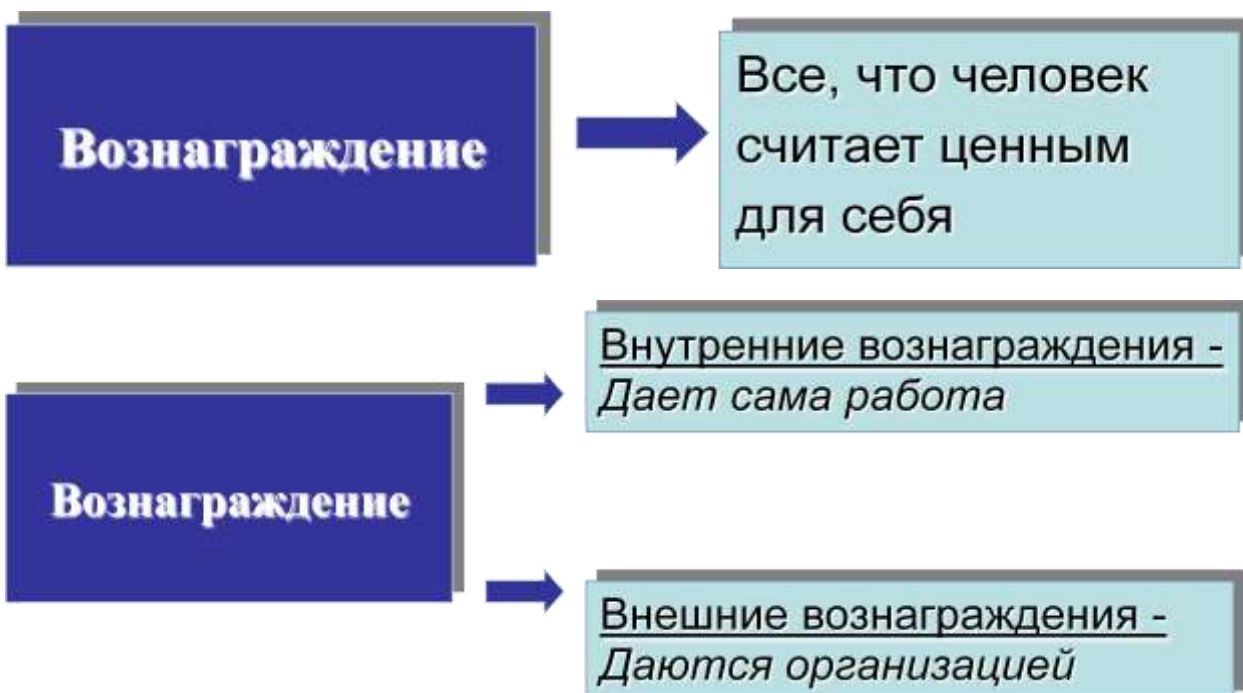 Вознаграждение
Все, что человек
считает ценным
для себя
Вознаграждение
Внутренние вознаграждения -
Дает сама работа
Внешние вознаграждения -
Даются организацией